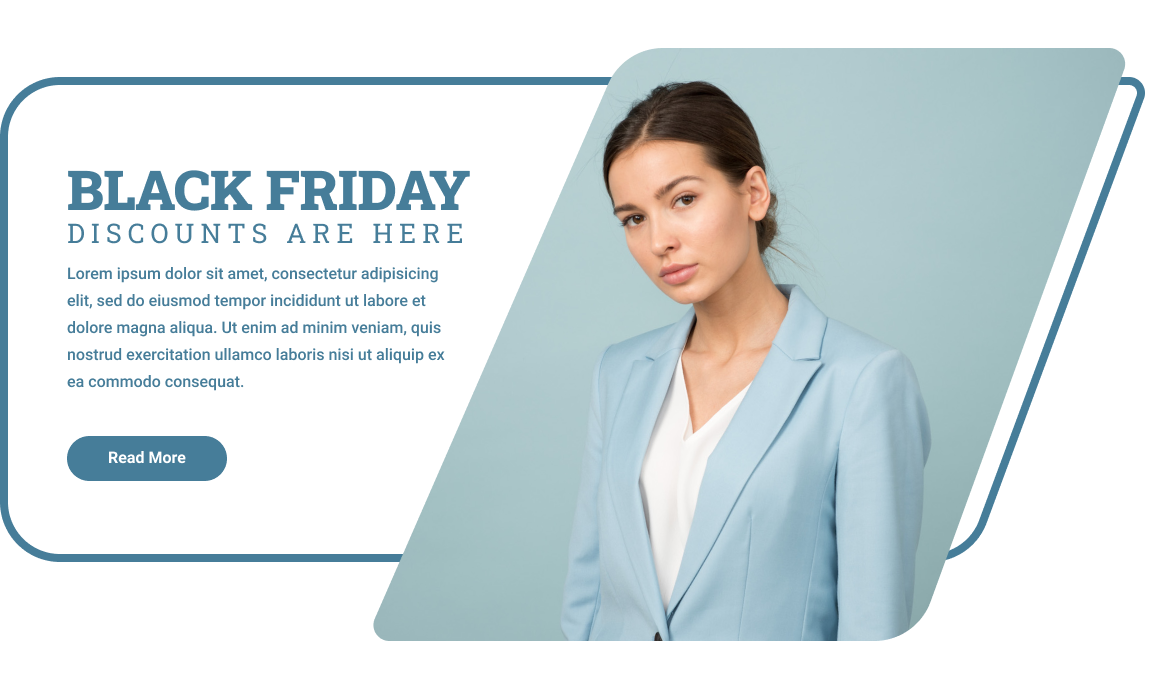 BLACK FRIDAY
DISCOUNTS ARE HERE
Lorem ipsum dolor sit amet, consectetur adipisicing
elit, sed do eiusmod tempor incididunt ut labore et
dolore magna aliqua. Ut enim ad minim veniam, quis
nostrud exercitation ullamco laboris nisi ut aliquip ex
ea commodo consequat.
Read More